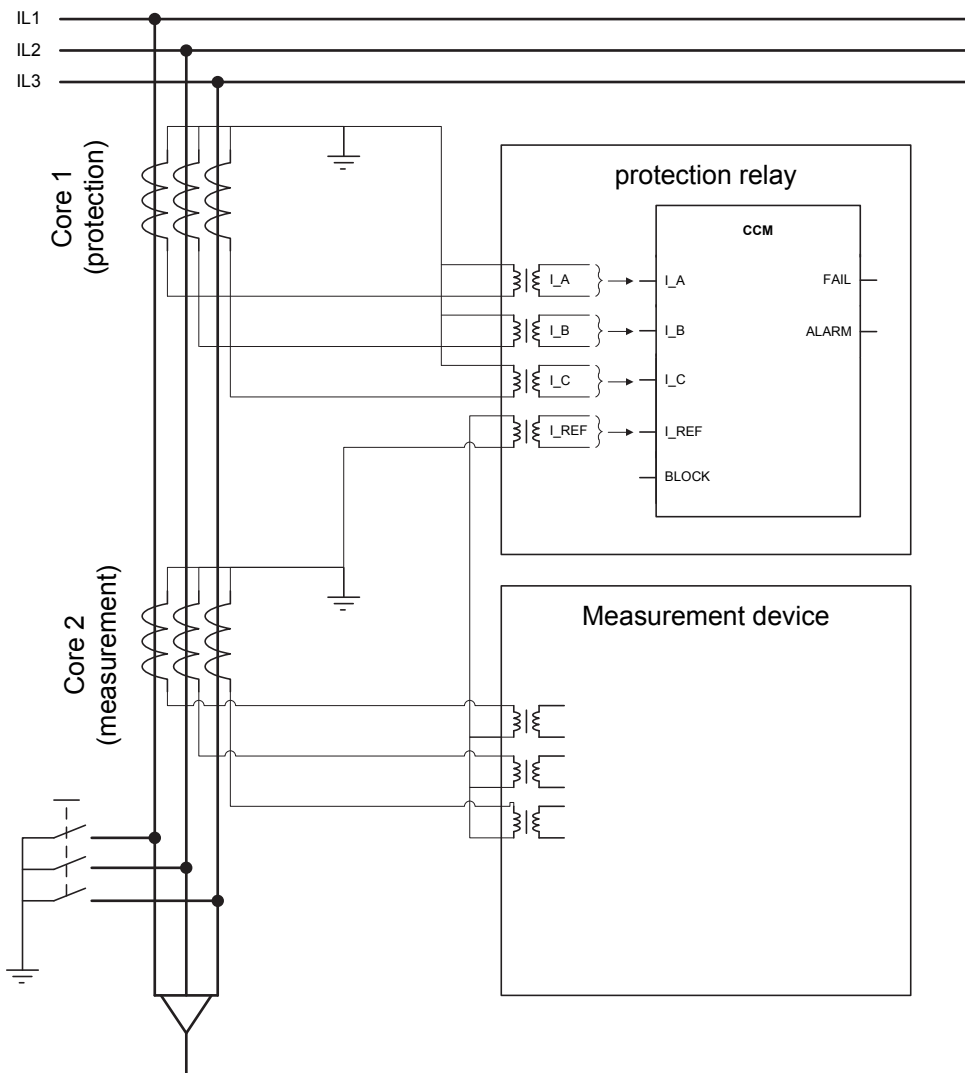 IL1
IL2
IL3
Core 1
(protection)
protection relay
CCM
I_A
I_A
FAIL
I_B
I_B
ALARM
I_C
I_C
I_REF
I_REF
BLOCK
Core 2
(measurement)
Measurement device